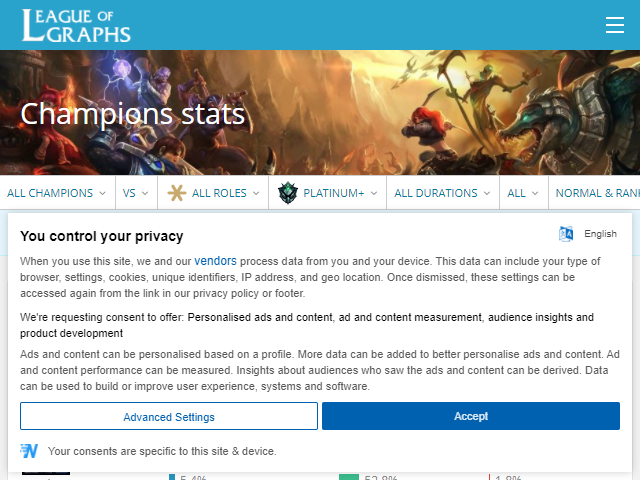 LEAGUE OF
GRAPHS
Champions stats
ALL CHAMPIONS VS ALL ROLES PLATINUM+ ALL DURATIONS ALL NORMAL & RANK
You control your privacy
English
When you use this site, we and our vendors process data from you and your device. This data can include your type of
browser, settings, cookies, unique identifiers, IP address, and geo location. Once dismissed, these settings can be
accessed again from the link in our privacy policy or footer.
We're requesting consent to offer: Personalised ads and content, ad and content measurement, audience insights and
product development
Ads and content can be personalised based on a profile. More data can be added to better personalise ads and content. Ad
and content performance can be measured. Insights about audiences who saw the ads and content can be derived. Data
can be used to build or improve user experience, systems and software.
Advanced Settings Accept
Your consents are specific to this site & device.
5.4% 52.8% 1.8%